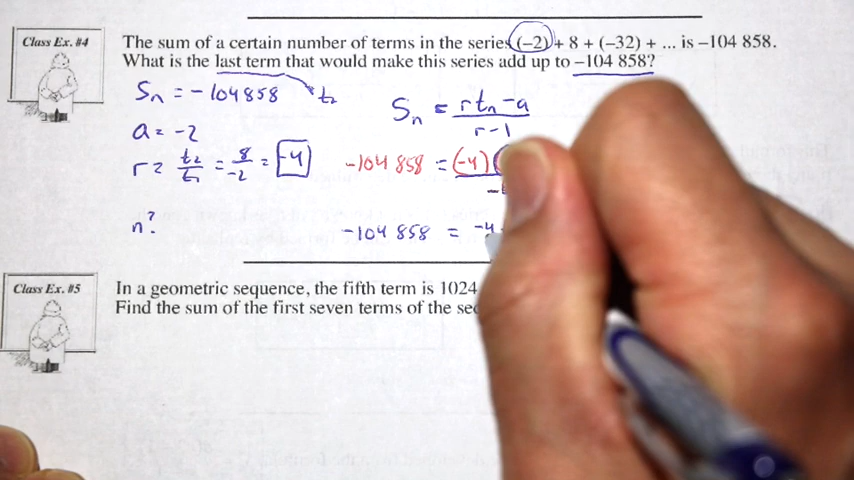 Class Ex. #4
The sum of a certain number of terms in the series (-2) + 8 + (-32) + ... is -104 858.
What is the last term that would make this series add up to -104 858?
Sn = -104858
a = -2
r = t2/t1 = 8/-2 = -4
n?
Sn = rtn - a / r - 1
-104 858 = (-4)
-104 858 = -4
Class Ex. #5
In a geometric sequence, the fifth term is 1024
Find the sum of the first seven terms of the